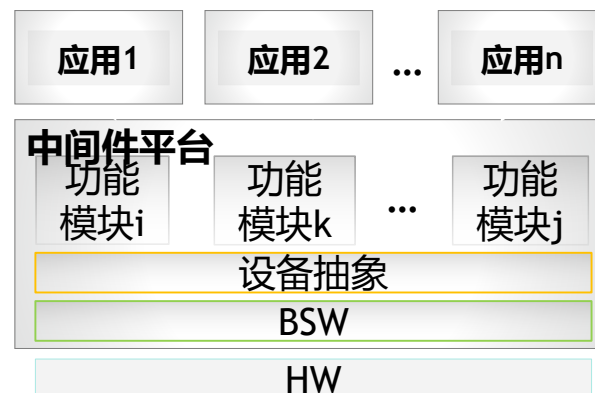 应用1 应用2 ... 应用n
中间件平台
功能 功能 功能
模块i 模块k ... 模块j
设备抽象
BSW
HW